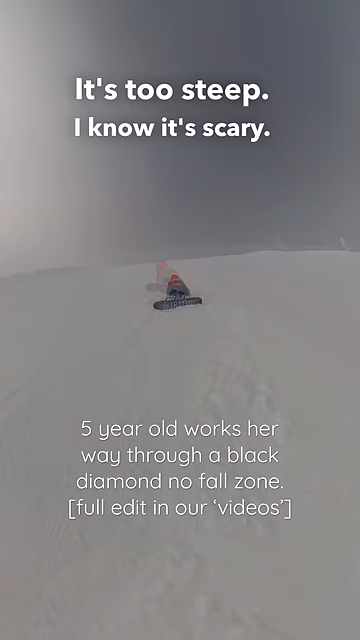 It's too steep.
I know it's scary.
5 year old works her
way through a black
diamond no fall zone.
[full edit in our ‘videos’]